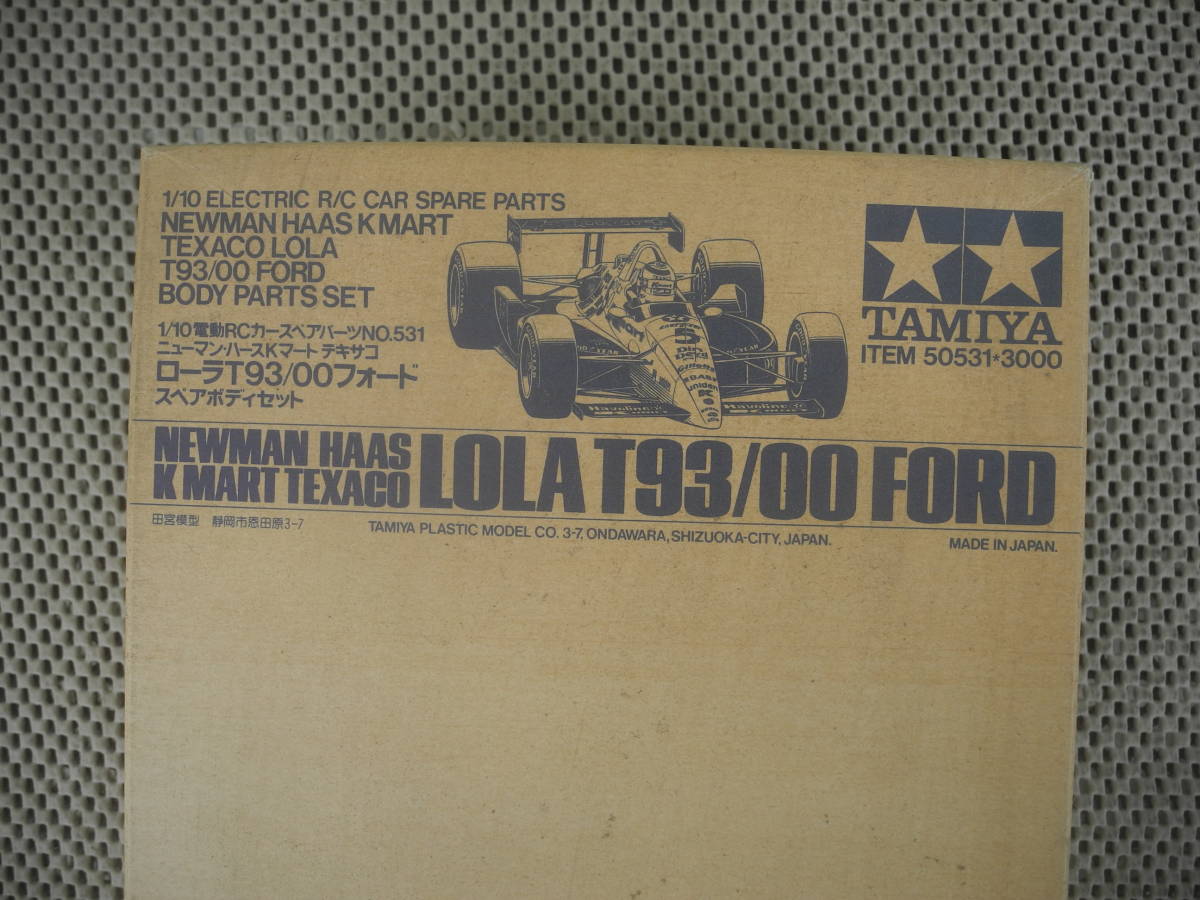 1/10 ELECTRIC R/C CAR SPARE PARTS
NEWMAN HAAS K MART
TEXACO LOLA
T93/00 FORD
BODY PARTS SET
1/10電動RCカースペアパーツNO.531
ニューマン・ハースKマート テキサコ
ローラT93/00フォード
スペアボディセット
5
Havoline
TAMIYA
ITEM 50531*3000
NEWMAN HAAS
K MART TEXACO
LOLA T93/00 FORD
田宮模型 静岡市恩田原3-7
TAMIYA PLASTIC MODEL CO. 3-7, ONDAWARA, SHIZUOKA-CITY, JAPAN.
MADE IN JAPAN.